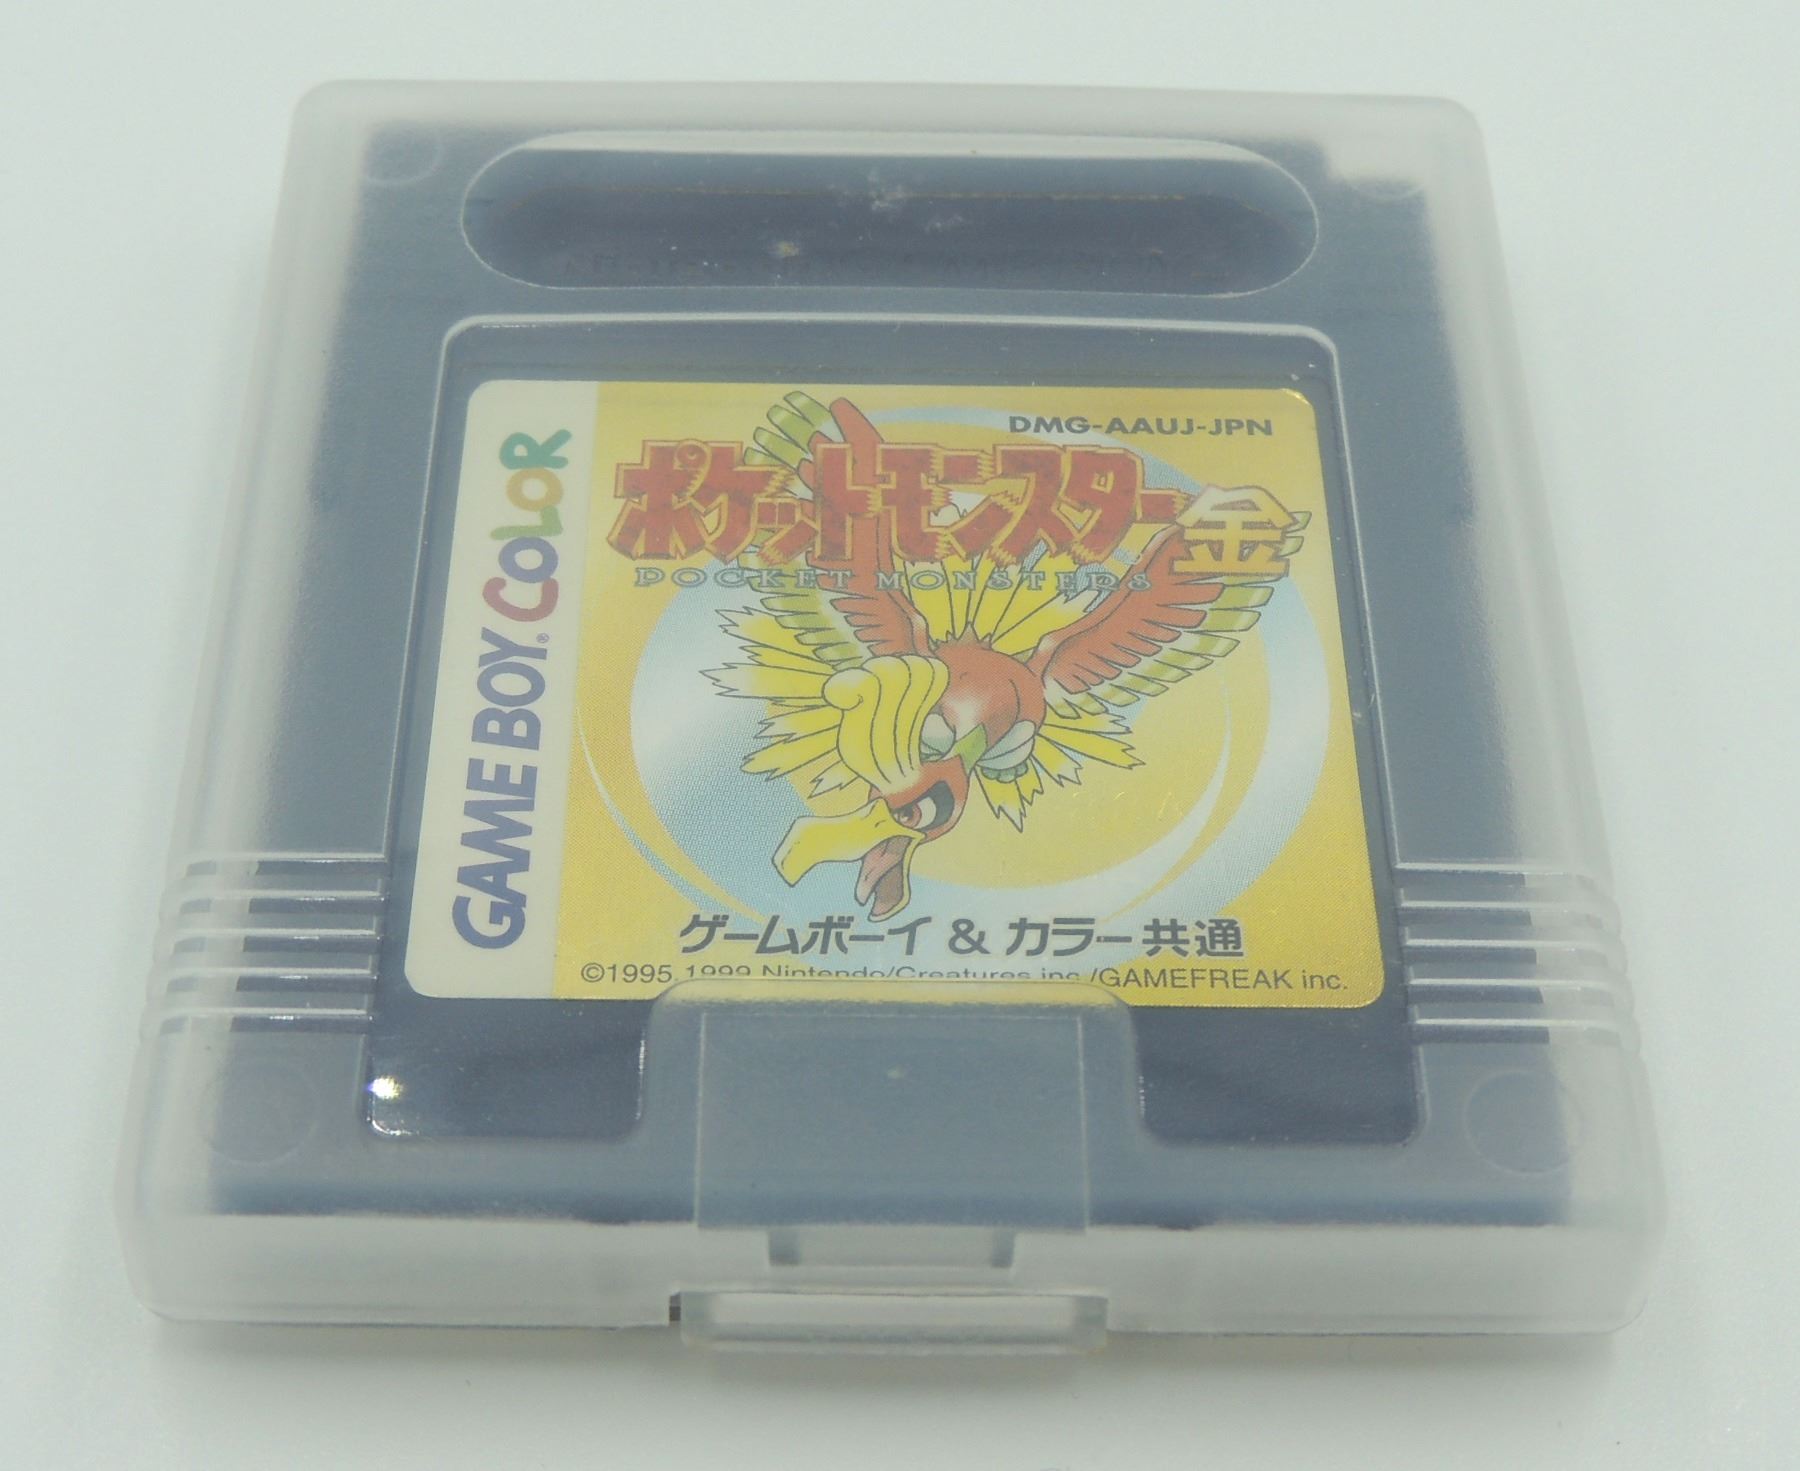 DMG-AAUJ-JPN
ポケットモンスター金
POCKET MONSTERS
GAME BOY® COLOR
ゲームボーイ & カラー共通
©1995, 1999 Nintendo/Creatures inc./GAMEFREAK inc.